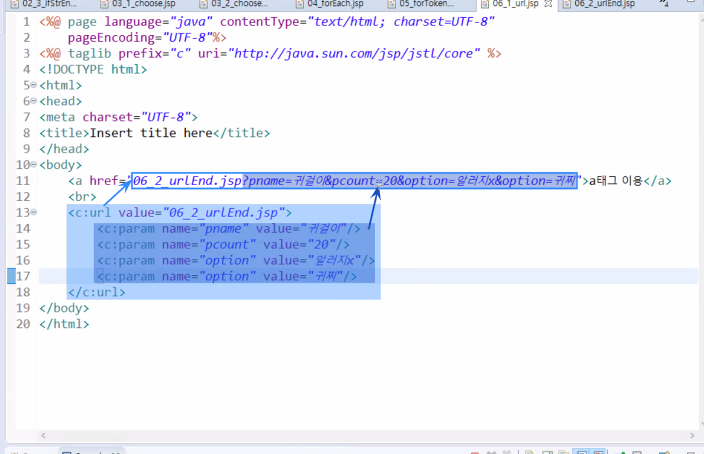 02_3_ifStrEn... 03_1_choose.jsp 03_2_choose... 04_forEach.jsp 05_forToken... 06_1_url.jsp 06_2_urlEnd.jsp
1 <%@ page language="java" contentType="text/html; charset=UTF-8"
2 pageEncoding="UTF-8"%>
3 <%@ taglib prefix="c" uri="http://java.sun.com/jsp/jstl/core" %>
4 <!DOCTYPE html>
5 <html>
6 <head>
7 <meta charset="UTF-8">
8 <title>Insert title here</title>
9 </head>
10 <body>
11 <a href="06_2_urlEnd.jsp?pname=귀걸이&pcount=20&option=알러지x&option=귀찌">a태그 이용</a>
12 <br>
13 <c:url value="06_2_urlEnd.jsp">
14 <c:param name="pname" value="귀걸이"/>
15 <c:param name="pcount" value="20"/>
16 <c:param name="option" value="알러지x"/>
17 <c:param name="option" value="귀찌"/>
18 </c:url>
19 </body>
20 </html>